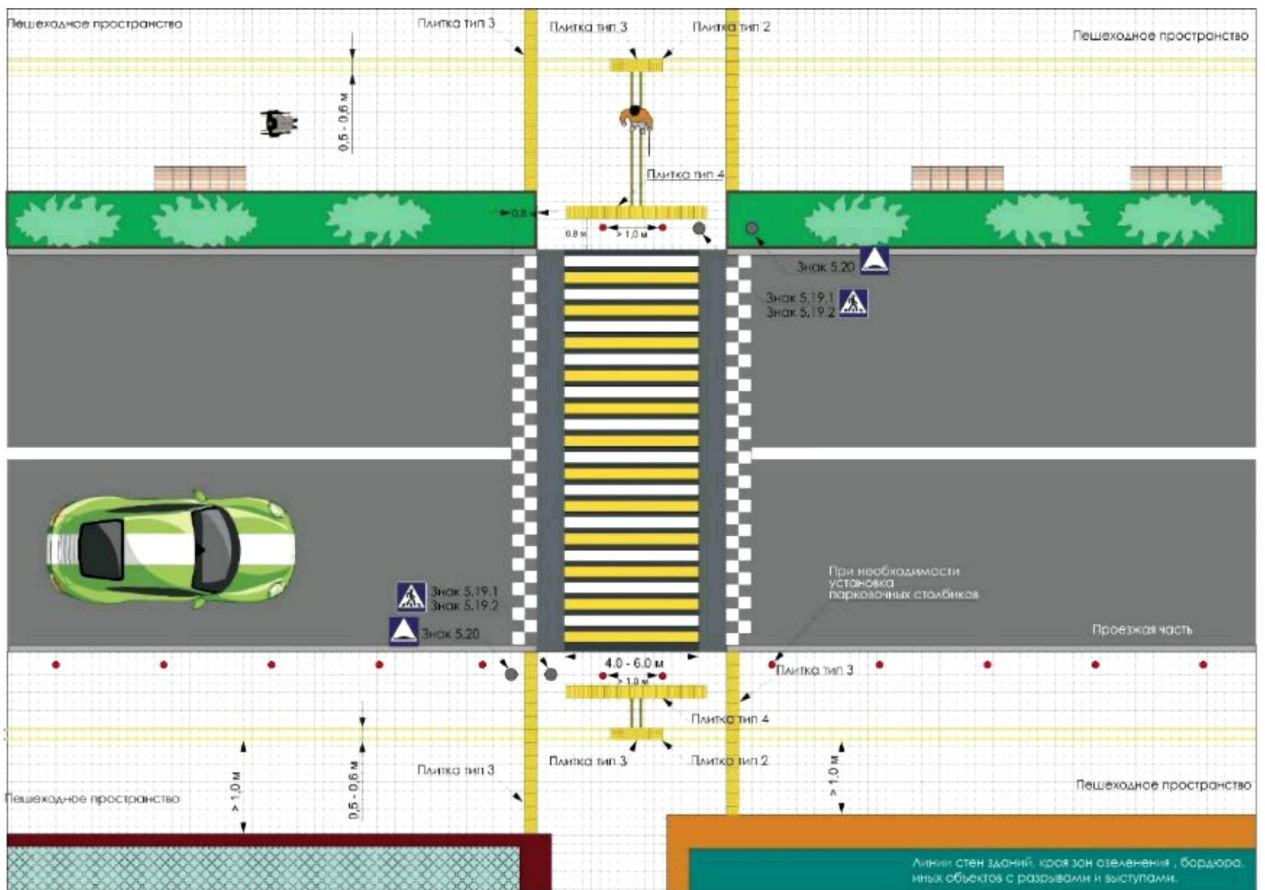 Пешеходное пространство
Плитка тип 3
Плитка тип 3
Плитка тип 2
Пешеходное пространство
0,5 - 0,6 м
Плитка тип 4
0.8 м
0.8 м
> 1,0 м
Знак 5.20
Знак 5.19.1
Знак 5.19.2
При необходимости
установка
парковочных столбиков
Знак 5.19.1
Знак 5.19.2
Знак 5.20
Проезжая часть
4.0 - 6.0 м
> 1.0 м
Плитка тип 3
Плитка тип 4
Плитка тип 3
Плитка тип 3
Плитка тип 2
> 1,0 м
0,5 - 0,6 м
> 1.0 м
Пешеходное пространство
Пешеходное пространство
Линии стен зданий, края зон озеленения , бордюра,
иных объектов с разрывами и выступами.